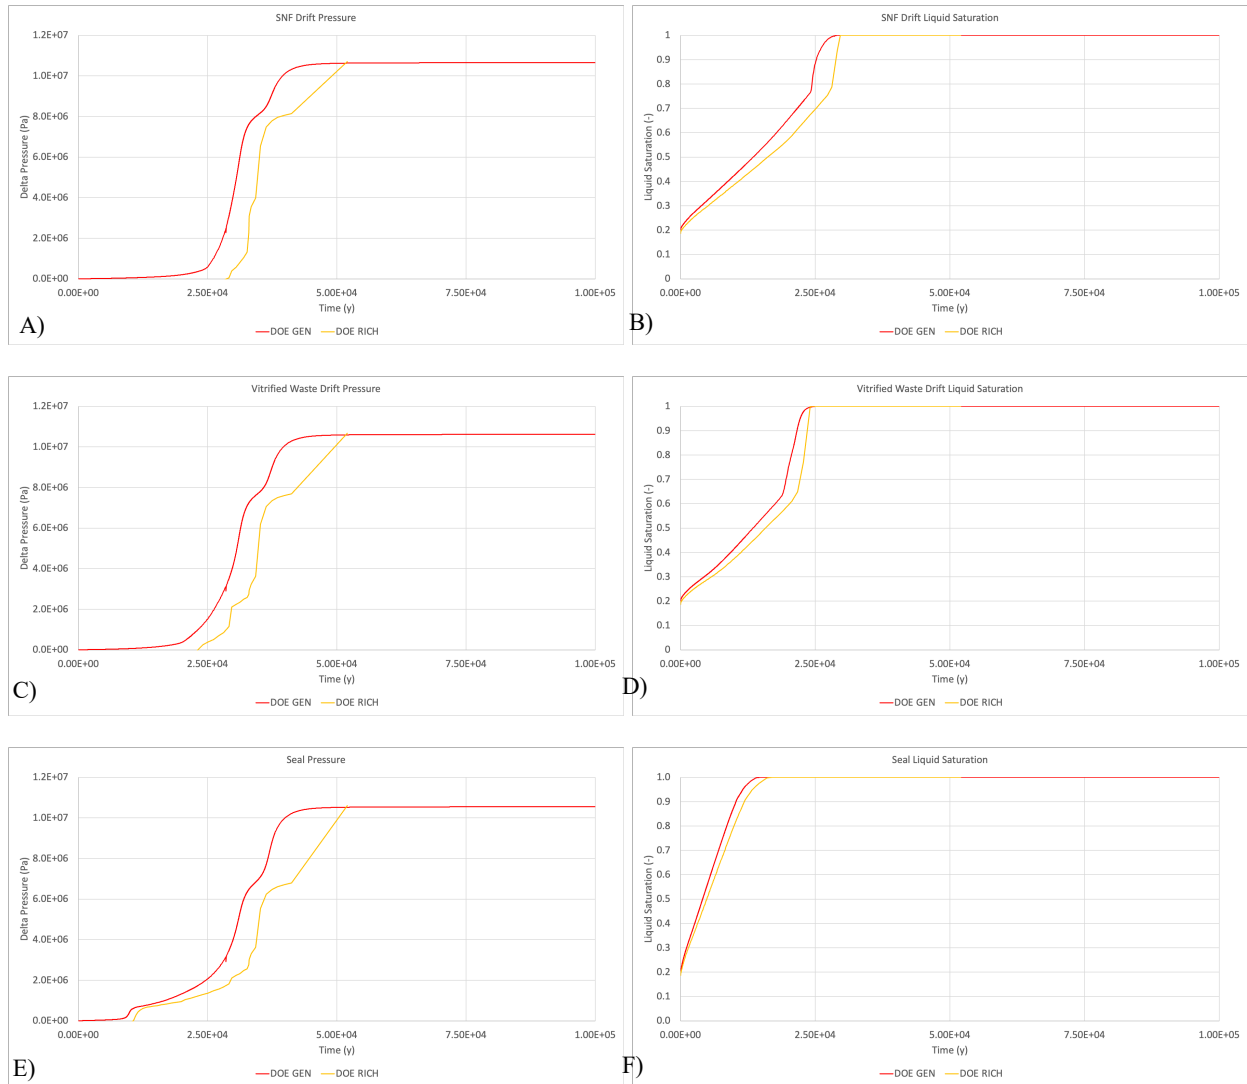 SNF Drift Pressure
1.2E+07
1.0E+07
8.0E+06
6.0E+06
4.0E+06
2.0E+06
0.0E+00
Delta Pressure (Pa)
0.00E+00 2.50E+04 5.00E+04 7.50E+04 1.00E+05
Time (y)
DOE GEN DOE RICH
A)
SNF Drift Liquid Saturation
1
0.9
0.8
0.7
0.6
0.5
0.4
0.3
0.2
0.1
0
Liquid Saturation (-)
0.00E+00 2.50E+04 5.00E+04 7.50E+04 1.00E+05
Time (y)
DOE GEN DOE RICH
B)
Vitrified Waste Drift Pressure
1.2E+07
1.0E+07
8.0E+06
6.0E+06
4.0E+06
2.0E+06
0.0E+00
Delta Pressure (Pa)
0.00E+00 2.50E+04 5.00E+04 7.50E+04 1.00E+05
Time (y)
DOE GEN DOE RICH
C)
Vitrified Waste Drift Liquid Saturation
1
0.9
0.8
0.7
0.6
0.5
0.4
0.3
0.2
0.1
0
Liquid Saturation (-)
0.00E+00 2.50E+04 5.00E+04 7.50E+04 1.00E+05
Time (y)
DOE GEN DOE RICH
D)
Seal Pressure
1.2E+07
1.0E+07
8.0E+06
6.0E+06
4.0E+06
2.0E+06
0.0E+00
Delta Pressure (Pa)
0.00E+00 2.50E+04 5.00E+04 7.50E+04 1.00E+05
Time (y)
DOE GEN DOE RICH
E)
Seal Liquid Saturation
1.0
0.9
0.8
0.7
0.6
0.5
0.4
0.3
0.2
0.1
0.0
Liquid Saturation (-)
0.00E+00 2.50E+04 5.00E+04 7.50E+04 1.00E+05
Time (y)
DOE GEN DOE RICH
F)